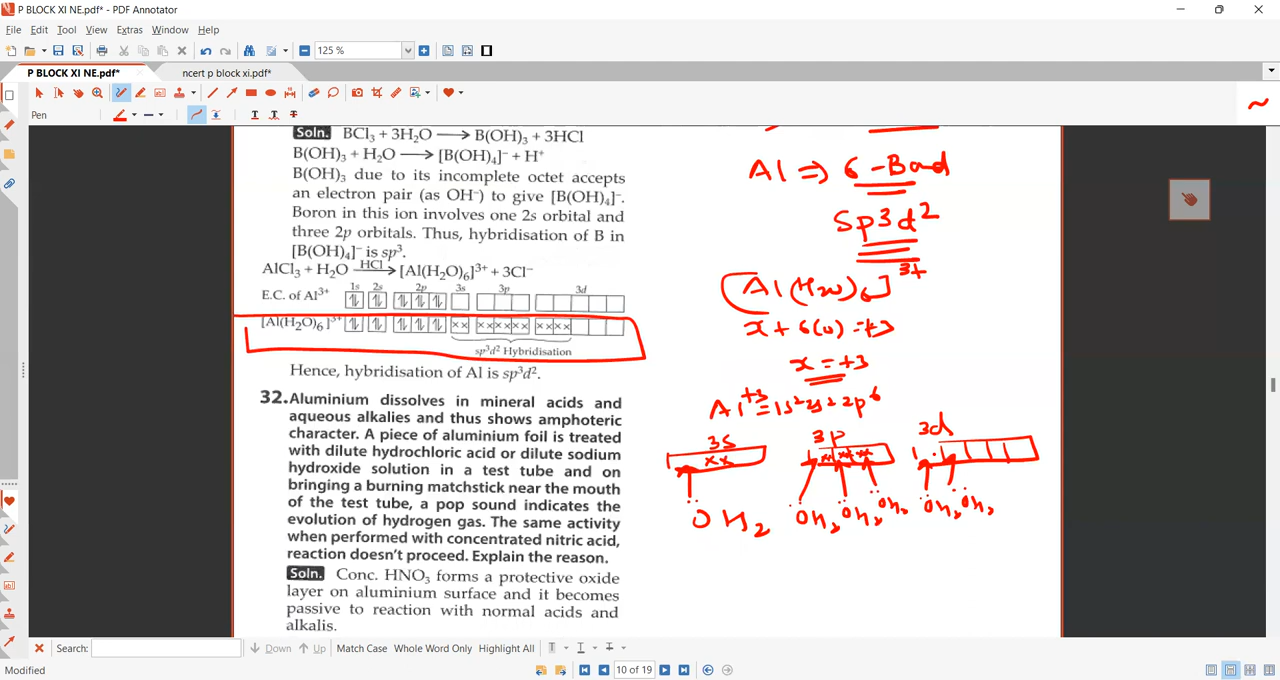 P BLOCK XI NE.pdf* - PDF Annotator
File Edit Tool View Extras Window Help
125 %
P BLOCK XI NE.pdf* ncert p block xi.pdf*
Pen
Soln. BCl₃ + 3H₂O ⟶ B(OH)₃ + 3HCl
B(OH)₃ + H₂O ⟶ [B(OH)₄]⁻ + H⁺
B(OH)₃ due to its incomplete octet accepts
an electron pair (as OH⁻) to give [B(OH)₄]⁻.
Boron in this ion involves one 2s orbital and
three 2p orbitals. Thus, hybridisation of B in
[B(OH)₄]⁻ is sp³.
AlCl₃ + H₂O —HCl→ [Al(H₂O)₆]³⁺ + 3Cl⁻
1s 2s 2p 3s 3p 3d
E.C. of Al³⁺
[Al(H₂O)₆]³⁺ ×× ×××××× ××××
sp³d² Hybridisation
Hence, hybridisation of Al is sp³d².
32. Aluminium dissolves in mineral acids and
aqueous alkalies and thus shows amphoteric
character. A piece of aluminium foil is treated
with dilute hydrochloric acid or dilute sodium
hydroxide solution in a test tube and on
bringing a burning matchstick near the mouth
of the test tube, a pop sound indicates the
evolution of hydrogen gas. The same activity
when performed with concentrated nitric acid,
reaction doesn't proceed. Explain the reason.
Soln. Conc. HNO₃ forms a protective oxide
layer on aluminium surface and it becomes
passive to reaction with normal acids and
alkalis.
Al ⇒ 6 - Bond
Sp³d²
[Al(H₂O)₆]³⁺
x + 6(0) = +3
x = +3
Al⁺³ = 1s² 2s² 2p⁶
3s 3p 3d
×× ×× ×× ××
ÖH₂ ÖH₂ ÖH₂ ÖH₂ ÖH₂ ÖH₂
Search: Down Up Match Case Whole Word Only Highlight All
Modified 10 of 19